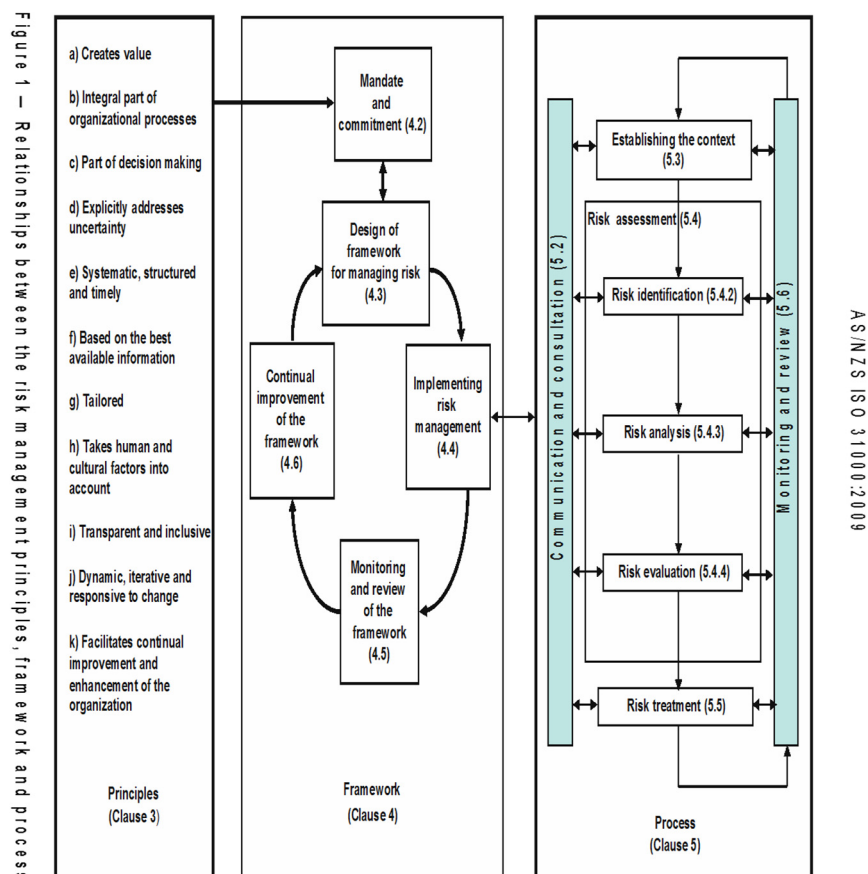 Figure 1 — Relationships between the risk management principles, framework and process
a) Creates value
b) Integral part of
organizational processes
c) Part of decision making
d) Explicitly addresses
uncertainty
e) Systematic, structured
and timely
f) Based on the best
available information
g) Tailored
h) Takes human and
cultural factors into
account
i) Transparent and inclusive
j) Dynamic, iterative and
responsive to change
k) Facilitates continual
improvement and
enhancement of the
organization
Principles
(Clause 3)
Mandate
and
commitment (4.2)
Design of
framework
for managing risk
(4.3)
Continual
improvement
of the
framework
(4.6)
Implementing
risk
management
(4.4)
Monitoring
and review
of the
framework
(4.5)
Framework
(Clause 4)
Communication and consultation (5.2)
Establishing the context
(5.3)
Risk assessment (5.4)
Risk identification (5.4.2)
Risk analysis (5.4.3)
Risk evaluation (5.4.4)
Risk treatment (5.5)
Monitoring and review (5.6)
Process
(Clause 5)
AS/NZS ISO 31000:2009